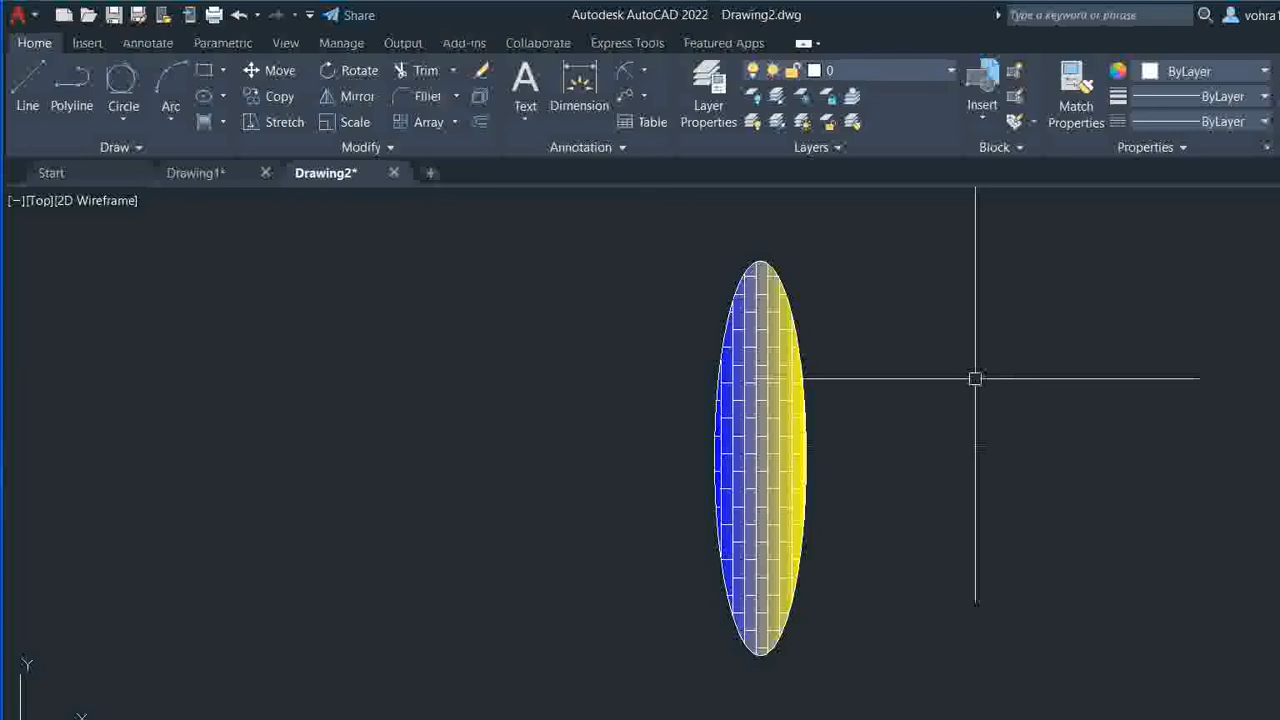 Share
Autodesk AutoCAD 2022 Drawing2.dwg
Type a keyword or phrase
vohra
Home Insert Annotate Parametric View Manage Output Add-ins Collaborate Express Tools Featured Apps
Line Polyline Circle Arc
Move Rotate Trim
Copy Mirror Fillet
Stretch Scale Array
Text Dimension Table
Layer Properties
0
Insert
Match Properties
ByLayer
ByLayer
ByLayer
Draw Modify Annotation Layers Block Properties
Start Drawing1* Drawing2*
[−][Top][2D Wireframe]
Y
X